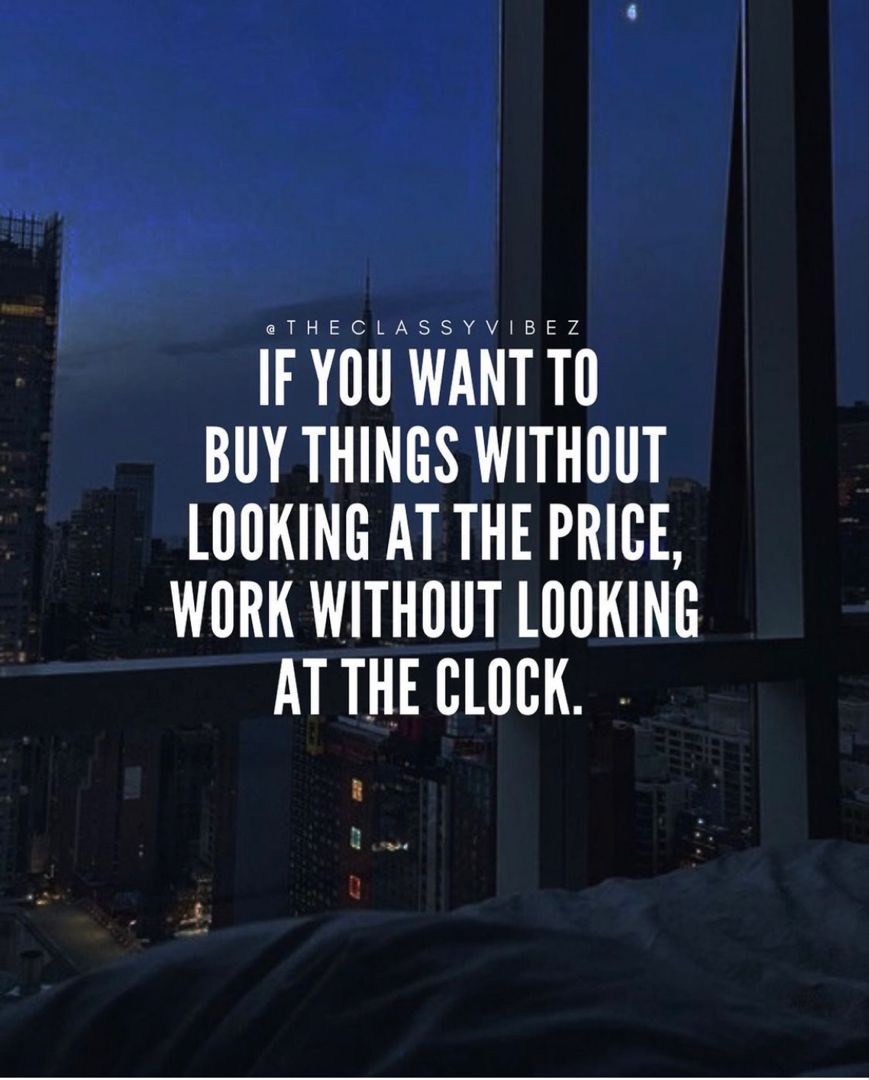 @THECLASSYVIBEZ
IF YOU WANT TO
BUY THINGS WITHOUT
LOOKING AT THE PRICE,
WORK WITHOUT LOOKING
AT THE CLOCK.